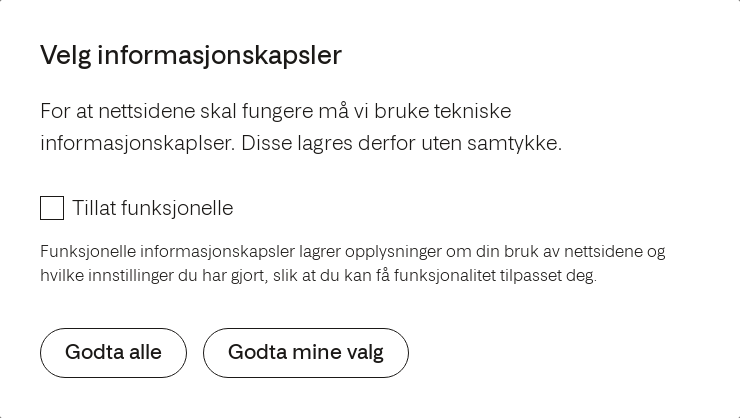 Velg informasjonskapsler
For at nettsidene skal fungere må vi bruke tekniske
informasjonskaplser. Disse lagres derfor uten samtykke.
Tillat funksjonelle
Funksjonelle informasjonskapsler lagrer opplysninger om din bruk av nettsidene og
hvilke innstillinger du har gjort, slik at du kan få funksjonalitet tilpasset deg.
Godta alle
Godta mine valg